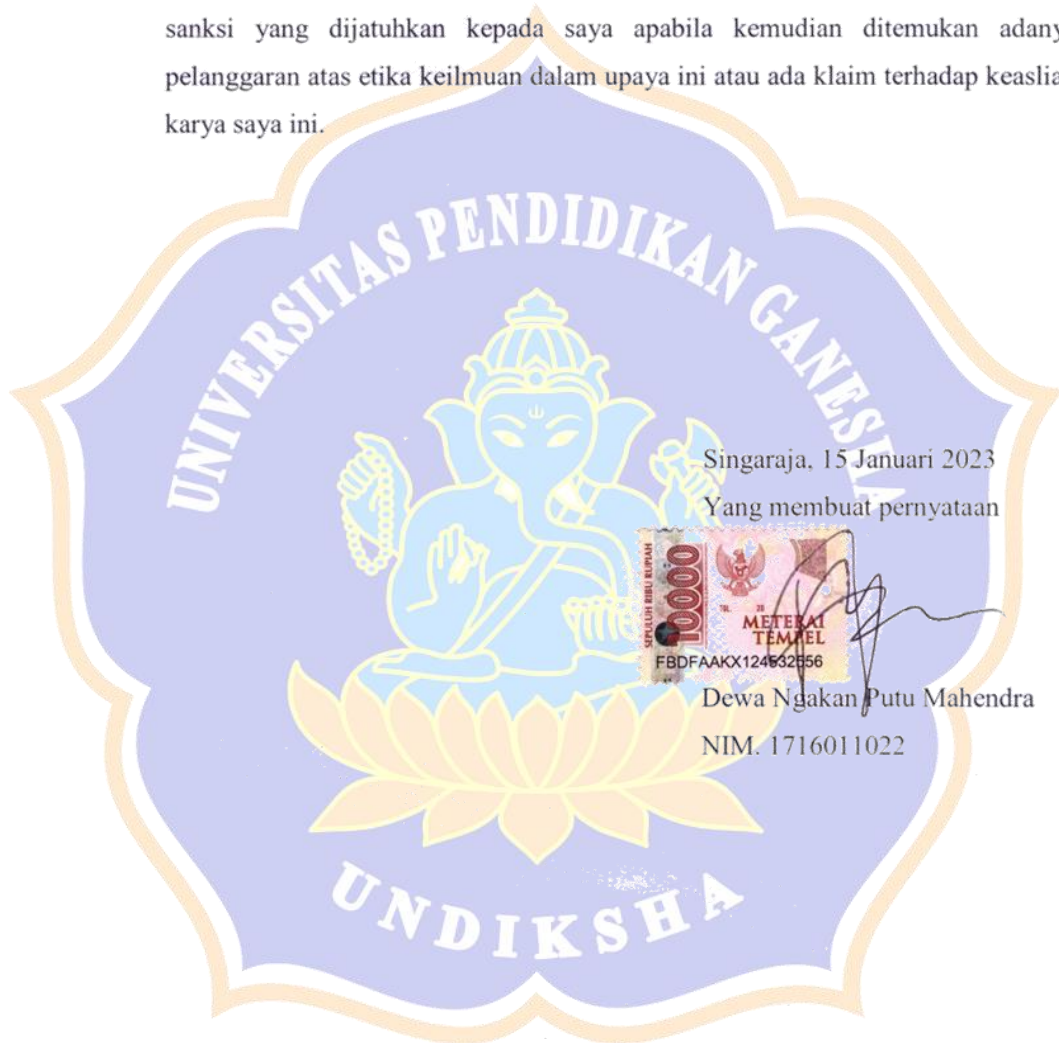 sanksi yang dijatuhkan kepada saya apabila kemudian ditemukan adany
pelanggaran atas etika keilmuan dalam upaya ini atau ada klaim terhadap keaslia
karya saya ini.
UNIVERSITAS PENDIDIKAN GANESHA
Singaraja, 15 Januari 2023
Yang membuat pernyataan
SEPULUH RIBU RUPIAH
10000
TGL. 20
METERAI
TEMPEL
FBDFAAKX124532556
Dewa Ngakan Putu Mahendra
NIM. 1716011022
UNDIKSHA